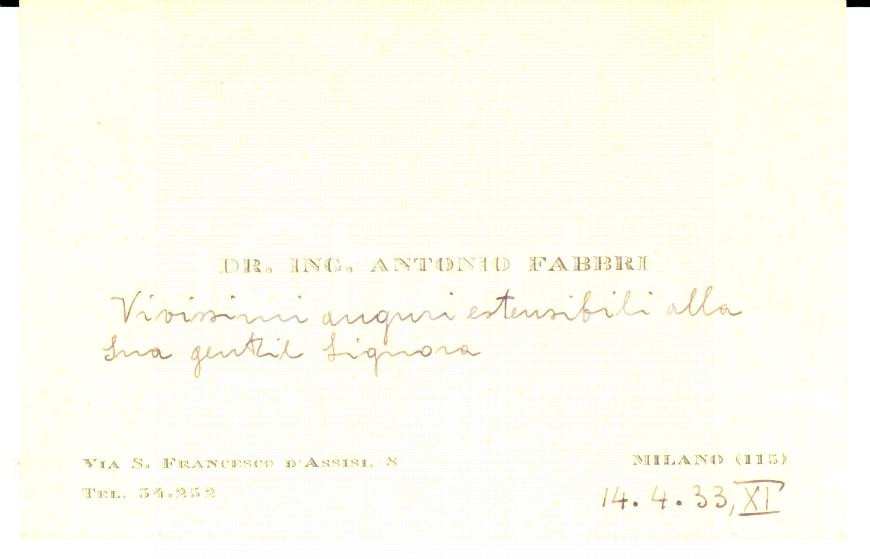 DR. ING. ANTONIO FABBRI
Vivissimi auguri estensibili alla
Sua gentil Signora
VIA S. FRANCESCO D'ASSISI, 8
MILANO (115)
TEL. 54.252
14.4.33, XI